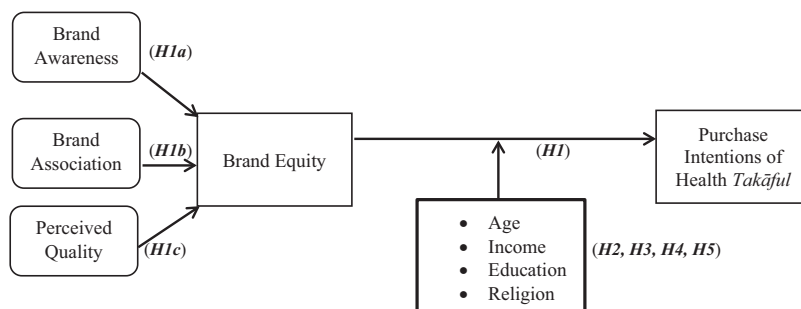 Brand
Awareness
(H1a)
Brand
Association
(H1b)
Perceived
Quality
(H1c)
Brand Equity
(H1)
Purchase
Intentions of
Health Takāful
• Age
• Income
• Education
• Religion
(H2, H3, H4, H5)